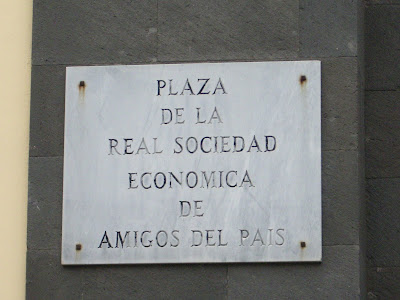 PLAZA
DE LA
REAL SOCIEDAD
ECONOMICA
DE
AMIGOS DEL PAIS